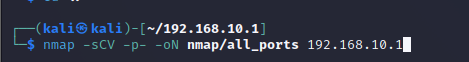 ┌──(kali㉿kali)-[~/192.168.10.1]
└─$ nmap -sCV -p- -oN nmap/all_ports 192.168.10.1